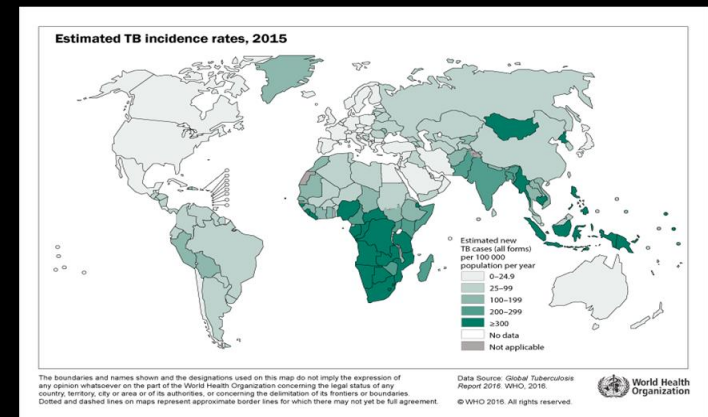 Estimated TB incidence rates, 2015
Estimated new
TB cases (all forms)
per 100 000
population per year
0–24.9
25–99
100–199
200–299
≥300
No data
Not applicable
The boundaries and names shown and the designations used on this map do not imply the expression of
any opinion whatsoever on the part of the World Health Organization concerning the legal status of any
country, territory, city or area or of its authorities, or concerning the delimitation of its frontiers or boundaries.
Dotted and dashed lines on maps represent approximate border lines for which there may not yet be full agreement.
Data Source: Global Tuberculosis
Report 2016. WHO, 2016.
© WHO 2016. All rights reserved.
World Health
Organization